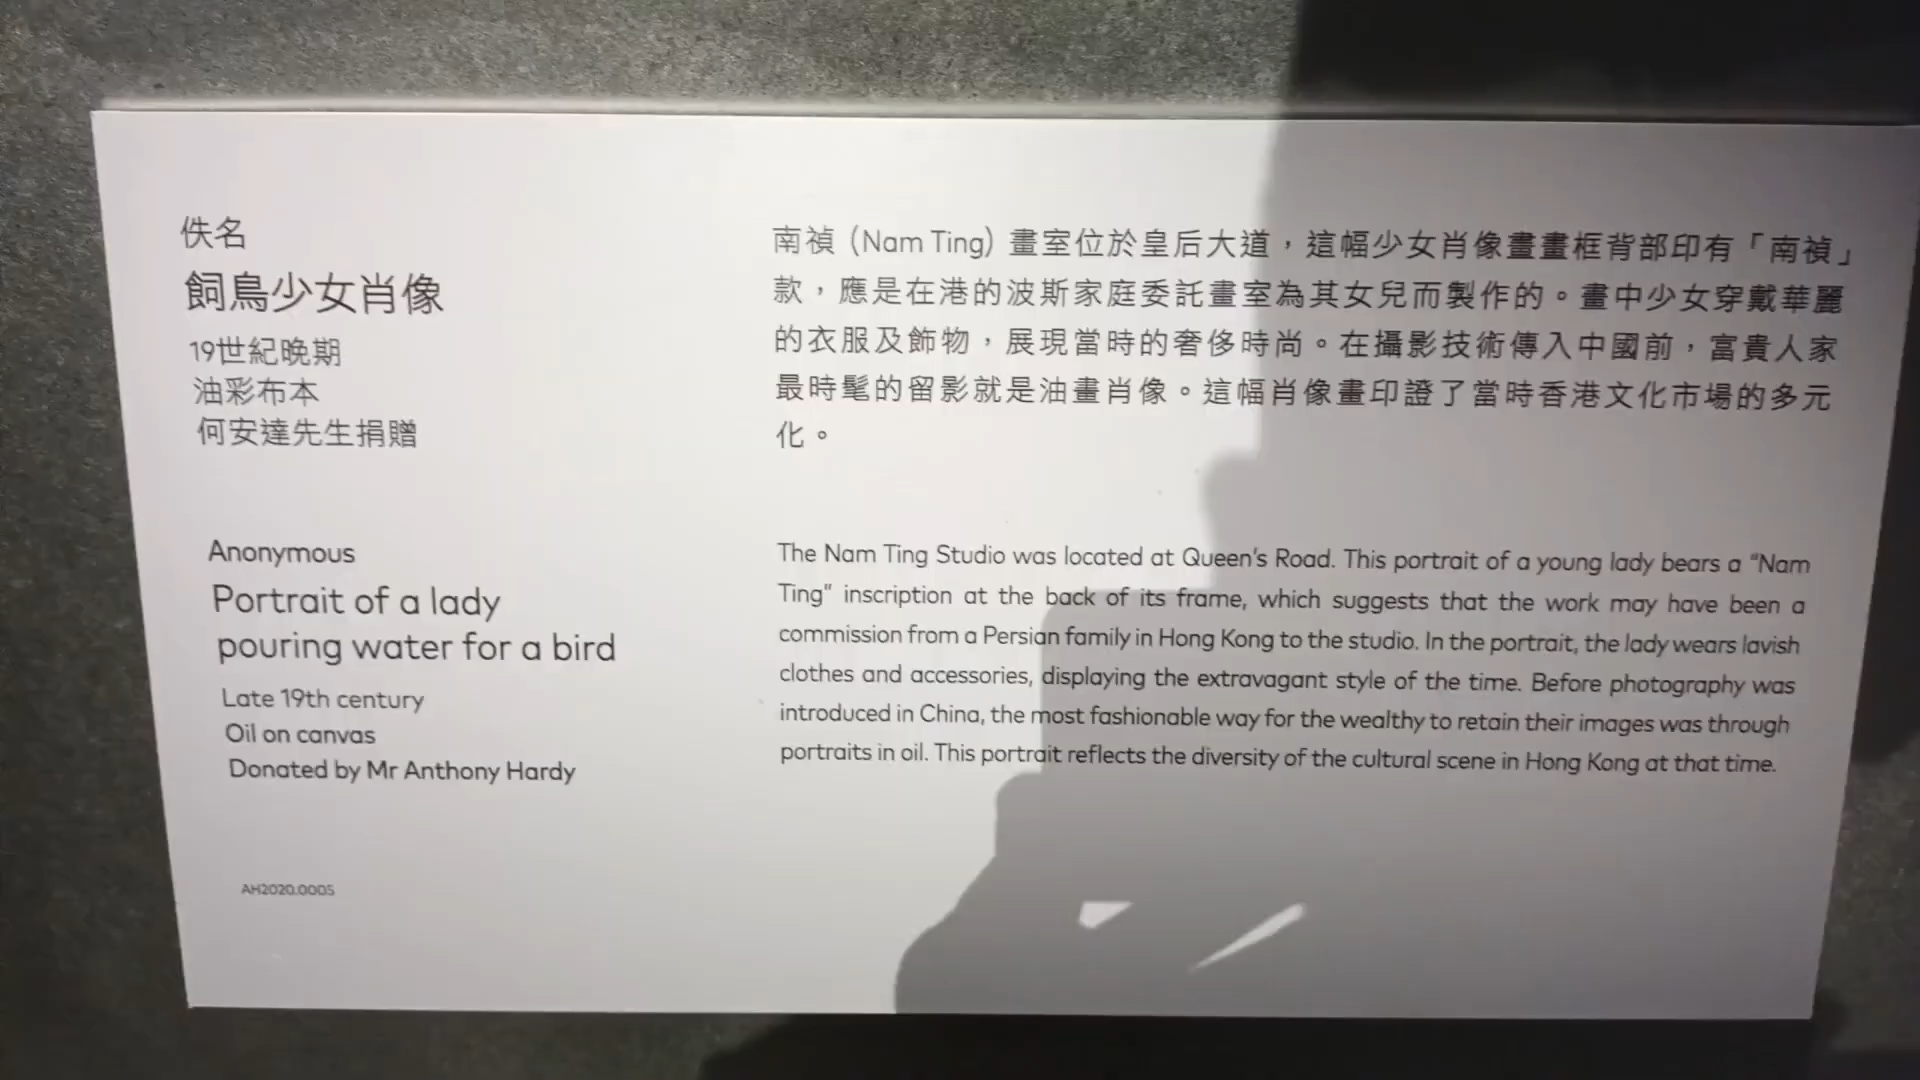 佚名
飼鳥少女肖像
19世紀晚期
油彩布本
何安達先生捐贈
南禎（Nam Ting）畫室位於皇后大道，這幅少女肖像畫畫框背部印有「南禎」
款，應是在港的波斯家庭委託畫室為其女兒而製作的。畫中少女穿戴華麗
的衣服及飾物，展現當時的奢侈時尚。在攝影技術傳入中國前，富貴人家
最時髦的留影就是油畫肖像。這幅肖像畫印證了當時香港文化市場的多元
化。
Anonymous
Portrait of a lady
pouring water for a bird
Late 19th century
Oil on canvas
Donated by Mr Anthony Hardy
The Nam Ting Studio was located at Queen's Road. This portrait of a young lady bears a “Nam
Ting” inscription at the back of its frame, which suggests that the work may have been a
commission from a Persian family in Hong Kong to the studio. In the portrait, the lady wears lavish
clothes and accessories, displaying the extravagant style of the time. Before photography was
introduced in China, the most fashionable way for the wealthy to retain their images was through
portraits in oil. This portrait reflects the diversity of the cultural scene in Hong Kong at that time.
AH2020.0005